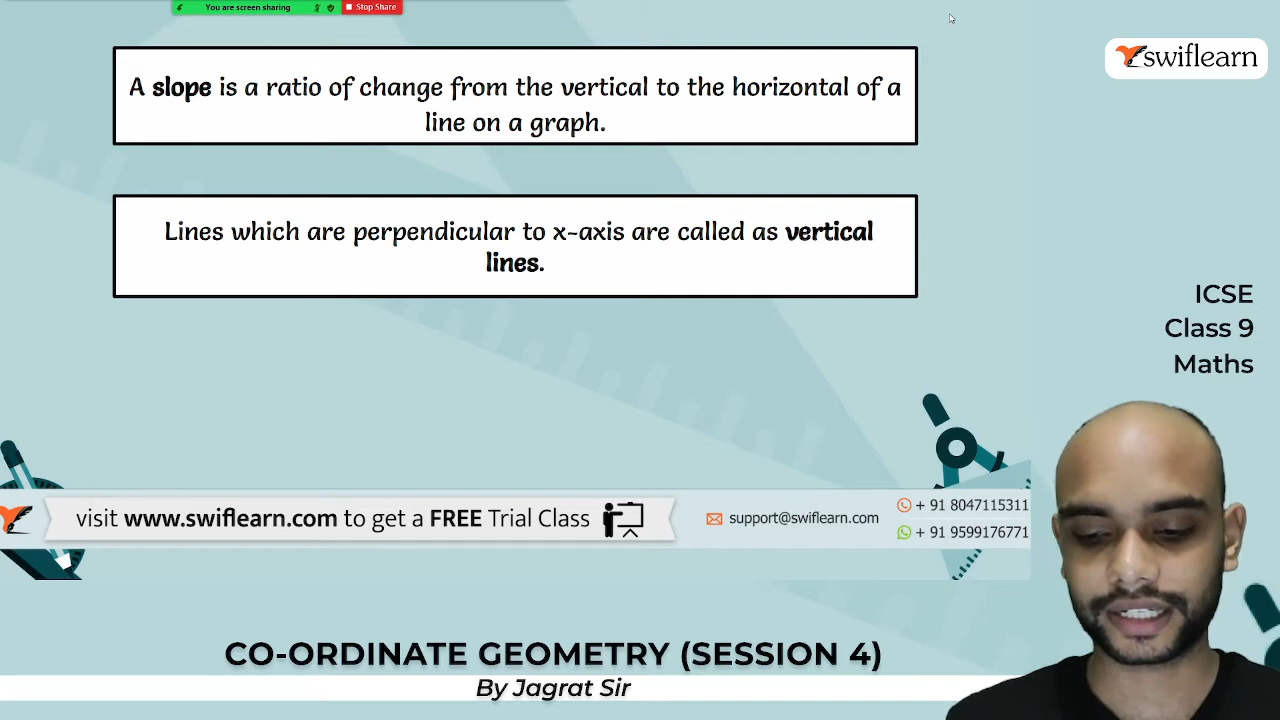 You are screen sharing
Stop Share
swiflearn
A slope is a ratio of change from the vertical to the horizontal of a
line on a graph.
Lines which are perpendicular to x-axis are called as vertical
lines.
ICSE
Class 9
Maths
visit www.swiflearn.com to get a FREE Trial Class
support@swiflearn.com
+ 91 8047115311
+ 91 9599176771
CO-ORDINATE GEOMETRY (SESSION 4)
By Jagrat Sir